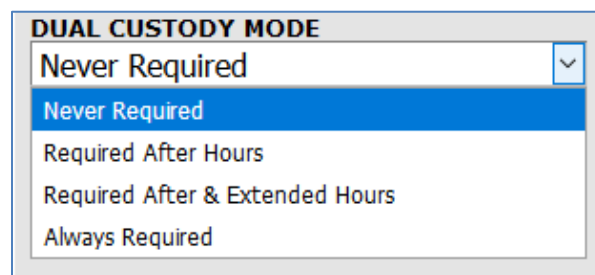 DUAL CUSTODY MODE
Never Required
Never Required
Required After Hours
Required After & Extended Hours
Always Required